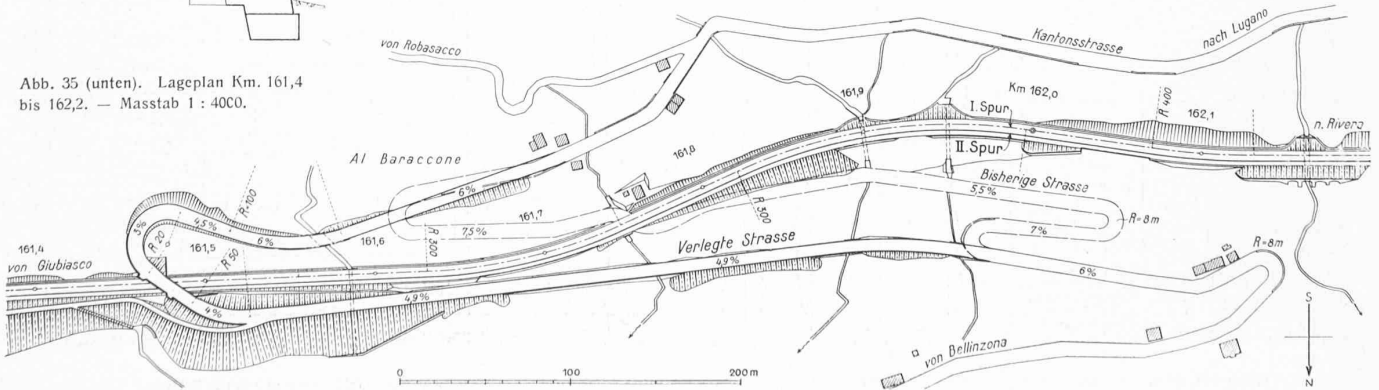 Abb. 35 (unten). Lageplan Km. 161,4
bis 162,2. — Masstab 1 : 4000.
von Robasacco
Kantonsstrasse
nach Lugano
161,9
Km 162,0
I. Spur
II. Spur
R 400
162,1
n. Rivera
Al Baraccone
161,8
6%
Bisherige Strasse
5,5%
R=8m
7%
R 300
161,7
7,5%
R 300
161,6
R=100
4,5%
6%
3%
R 20
161,5
R 50
161,4
von Giubiasco
4%
4,9%
Verlegte Strasse
4,9%
6%
R=8m
von Bellinzona
S
N
0 100 200 m